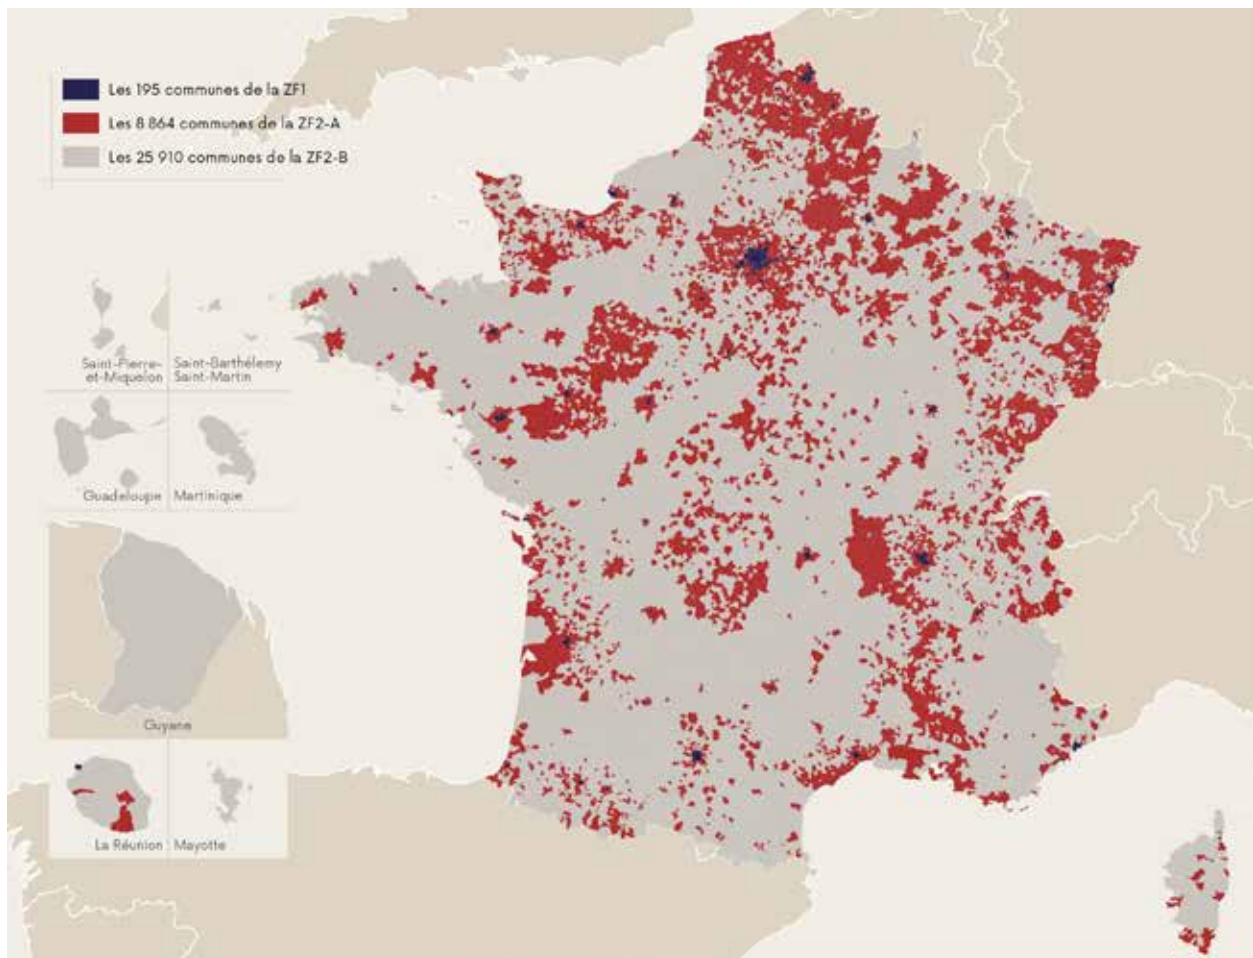 Les 195 communes de la ZF1
Les 8 864 communes de la ZF2-A
Les 25 910 communes de la ZF2-B
Saint-Pierre-
et-Miquelon
Saint-Barthélemy
Saint-Martin
Guadeloupe
Martinique
Guyane
La Réunion
Mayotte